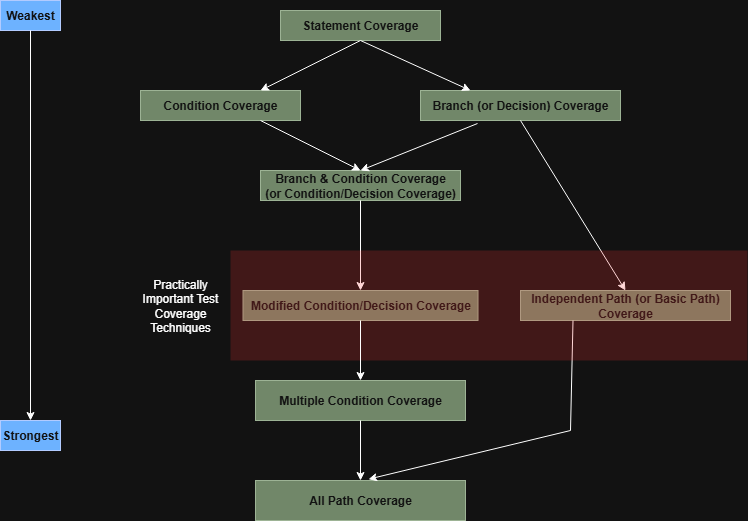 Weakest
Statement Coverage
Condition Coverage
Branch (or Decision) Coverage
Branch & Condition Coverage
(or Condition/Decision Coverage)
Practically
Important Test
Coverage
Techniques
Modified Condition/Decision Coverage
Independent Path (or Basic Path)
Coverage
Multiple Condition Coverage
Strongest
All Path Coverage